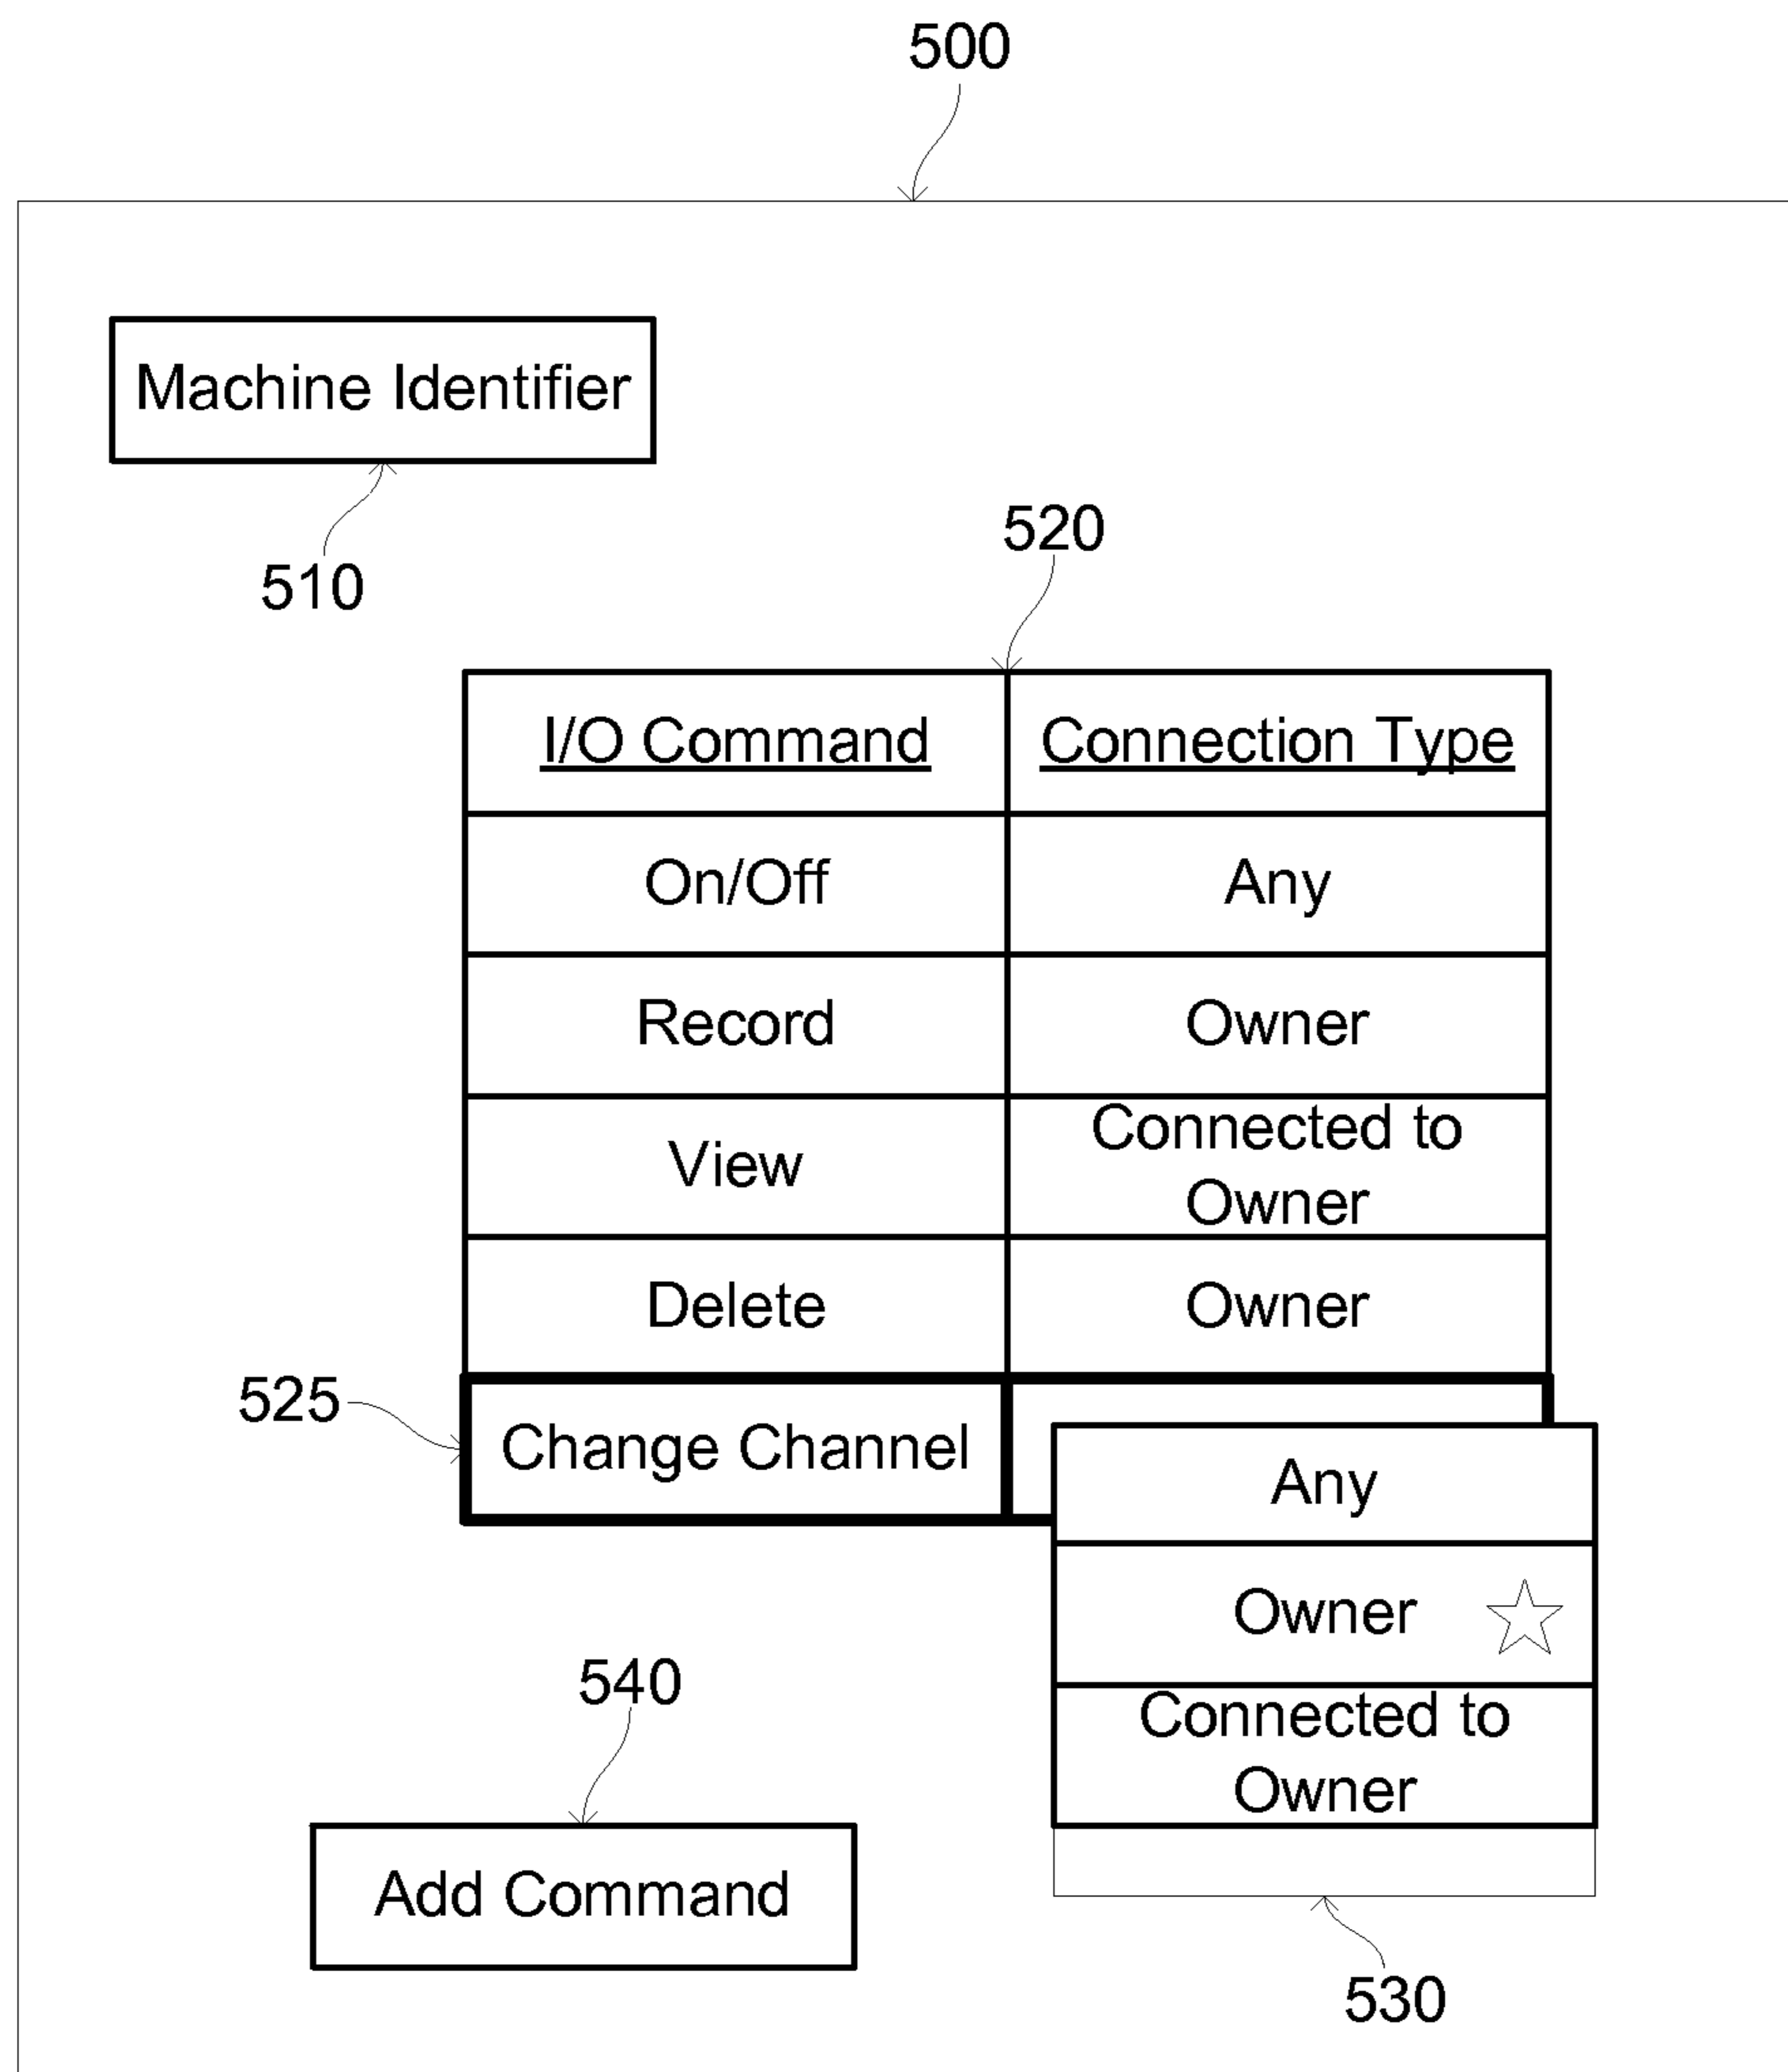 500
Machine Identifier
510
520
I/O Command Connection Type
On/Off Any
Record Owner
View Connected to
Owner
Delete Owner
525 Change Channel
Any
Owner
Connected to
Owner
540
Add Command
530